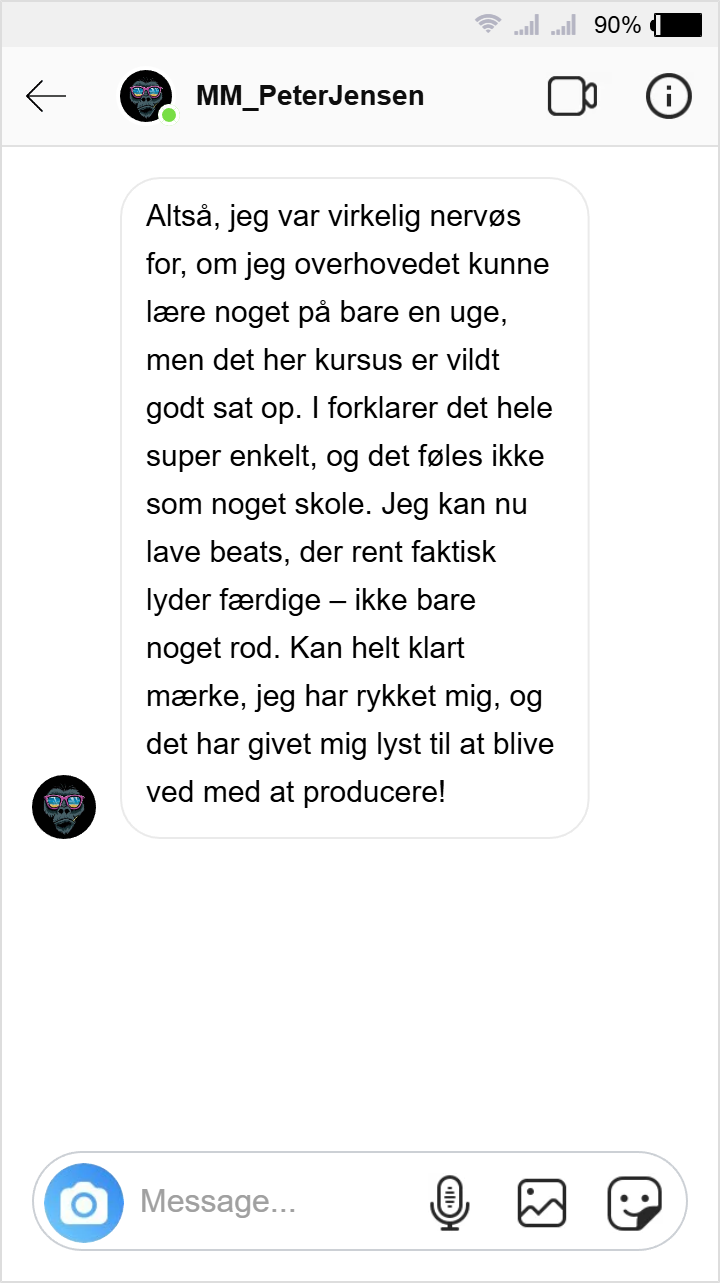 90%
MM_PeterJensen
Altså, jeg var virkelig nervøs
for, om jeg overhovedet kunne
lære noget på bare en uge,
men det her kursus er vildt
godt sat op. I forklarer det hele
super enkelt, og det føles ikke
som noget skole. Jeg kan nu
lave beats, der rent faktisk
lyder færdige – ikke bare
noget rod. Kan helt klart
mærke, jeg har rykket mig, og
det har givet mig lyst til at blive
ved med at producere!
Message...